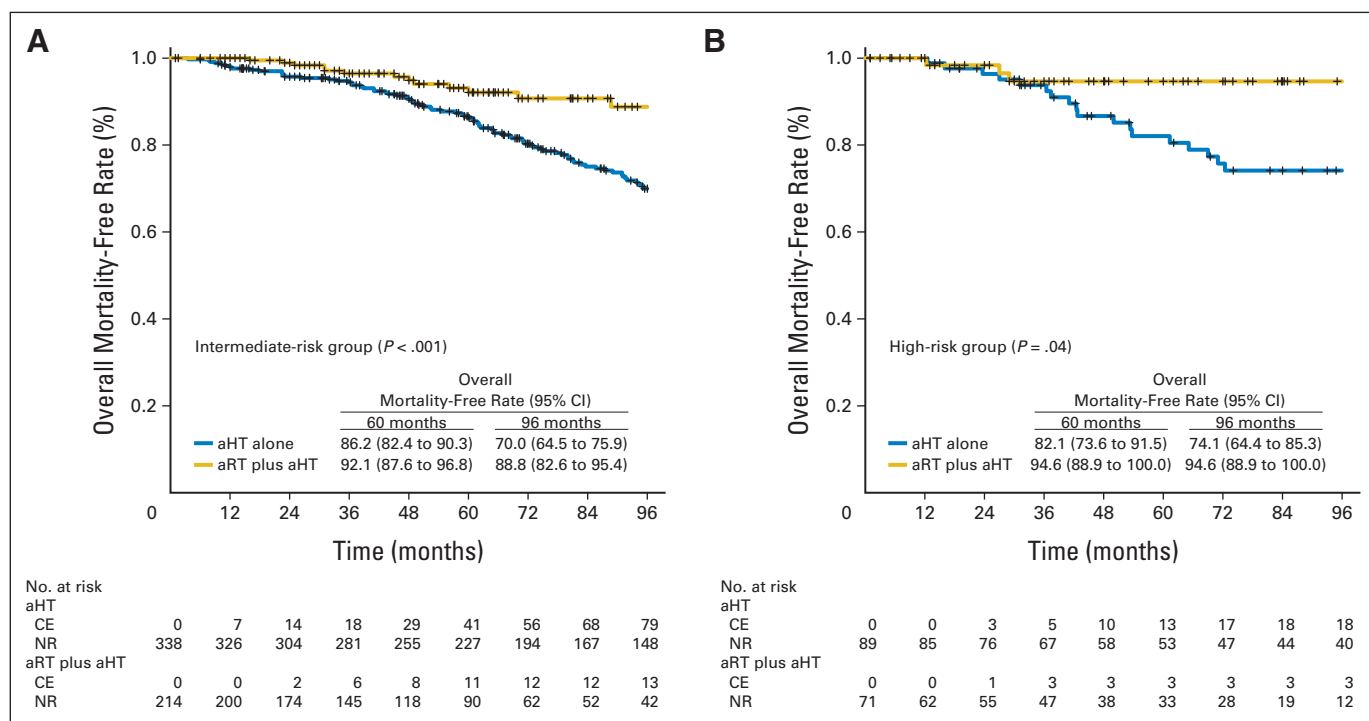 A
Overall Mortality-Free Rate (%)
1.0
0.8
0.6
0.4
0.2
Intermediate-risk group (P < .001)
Overall
Mortality-Free Rate (95% CI)
60 months 96 months
aHT alone 86.2 (82.4 to 90.3) 70.0 (64.5 to 75.9)
aRT plus aHT 92.1 (87.6 to 96.8) 88.8 (82.6 to 95.4)
0 12 24 36 48 60 72 84 96
Time (months)
No. at risk
aHT
CE 0 7 14 18 29 41 56 68 79
NR 338 326 304 281 255 227 194 167 148
aRT plus aHT
CE 0 0 2 6 8 11 12 12 13
NR 214 200 174 145 118 90 62 52 42
B
Overall Mortality-Free Rate (%)
1.0
0.8
0.6
0.4
0.2
High-risk group (P = .04)
Overall
Mortality-Free Rate (95% CI)
60 months 96 months
aHT alone 82.1 (73.6 to 91.5) 74.1 (64.4 to 85.3)
aRT plus aHT 94.6 (88.9 to 100.0) 94.6 (88.9 to 100.0)
0 12 24 36 48 60 72 84 96
Time (months)
No. at risk
aHT
CE 0 0 3 5 10 13 17 18 18
NR 89 85 76 67 58 53 47 44 40
aRT plus aHT
CE 0 0 1 3 3 3 3 3 3
NR 71 62 55 47 38 33 28 19 12